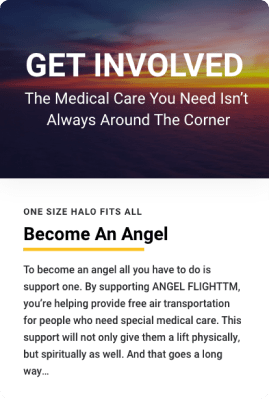 GET INVOLVED
The Medical Care You Need Isn’t
Always Around The Corner
ONE SIZE HALO FITS ALL
Become An Angel
To become an angel all you have to do is
support one. By supporting ANGEL FLIGHTTM,
you’re helping provide free air transportation
for people who need special medical care. This
support will not only give them a lift physically,
but spiritually as well. And that goes a long
way…